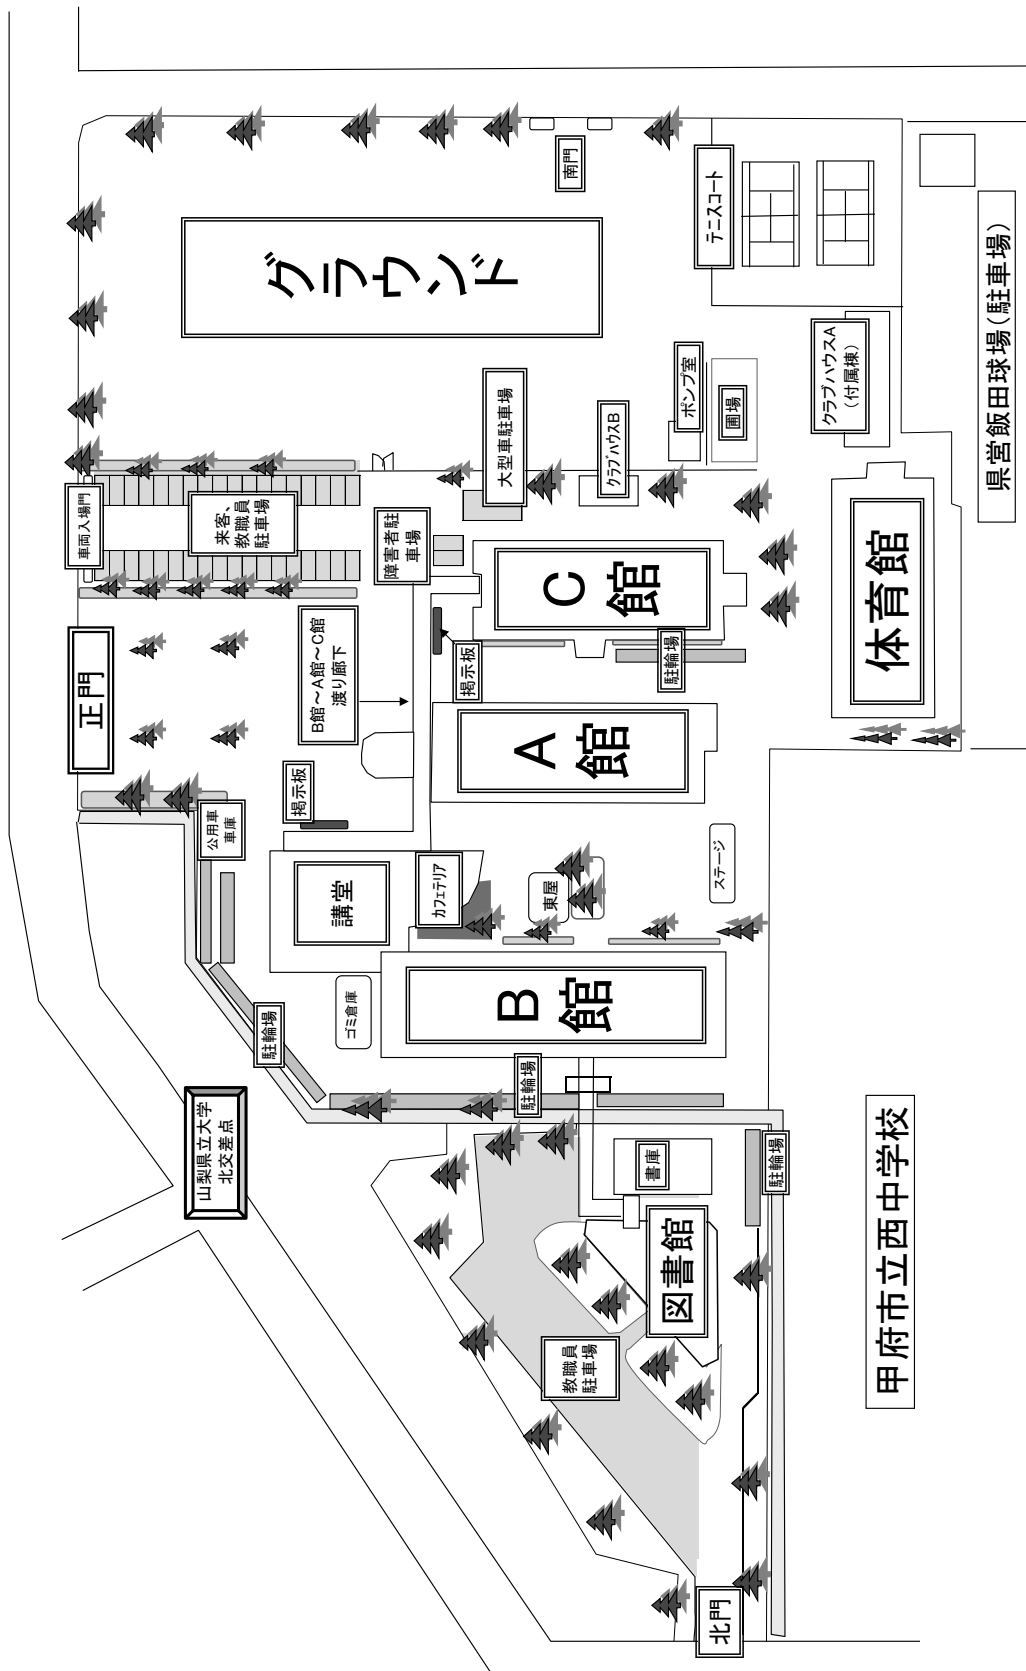 グラウンド
南門
テニスコート
県営飯田球場(駐車場)
クラブハウスA
(付属棟)
ポンプ室
圃場
クラブハウスB
大型車駐車場
車両入場門
来客、
教職員
駐車場
障害者駐
車場
正門
B館~A館~C館
渡り廊下
掲示板
C
館
駐輪場
体育館
A
館
掲示板
公用車
車庫
講堂
カフェテリア
東屋
ステージ
ゴミ倉庫
B
館
駐輪場
駐輪場
山梨県立大学
北交差点
書庫
駐輪場
図書館
教職員
駐車場
甲府市立西中学校
北門